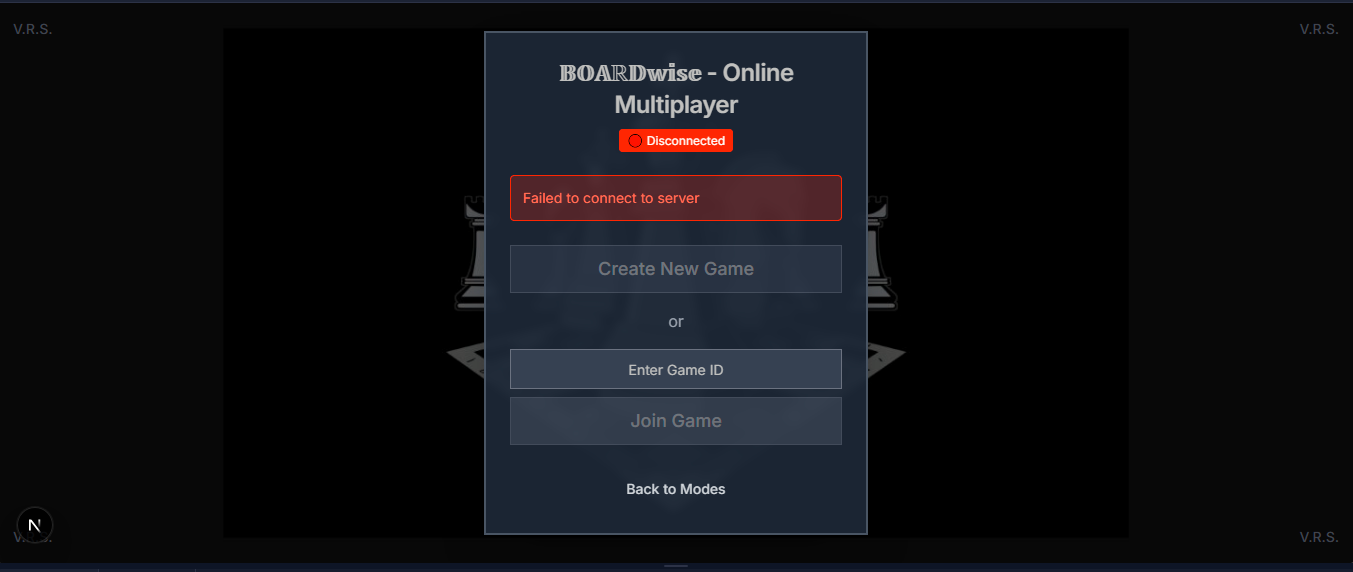 V.R.S.
V.R.S.
𝔹𝕆𝔸ℝ𝔻𝕨𝕚𝕤𝕖 - Online
Multiplayer
Disconnected
Failed to connect to server
Create New Game
or
Enter Game ID
Join Game
Back to Modes
N
V.R.S.
V.R.S.